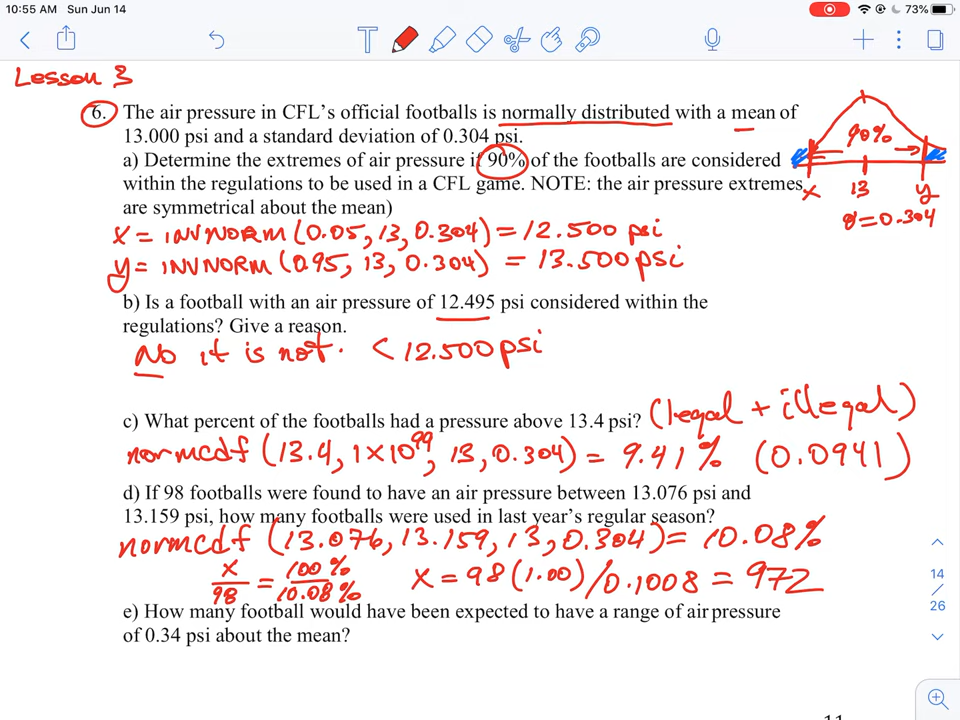 10:55 AM Sun Jun 14
73%
Lesson 3
6. The air pressure in CFL's official footballs is normally distributed with a mean of
13.000 psi and a standard deviation of 0.304 psi.
a) Determine the extremes of air pressure if 90% of the footballs are considered
within the regulations to be used in a CFL game. NOTE: the air pressure extremes
are symmetrical about the mean)
90%
x 13 y
σ=0.304
x = INVNORM (0.05, 13, 0.304) = 12.500 psi
y = INVNORM (0.95, 13, 0.304) = 13.500 psi
b) Is a football with an air pressure of 12.495 psi considered within the
regulations? Give a reason.
No it is not. < 12.500 psi
c) What percent of the footballs had a pressure above 13.4 psi? (legal + illegal)
normcdf (13.4, 1×10^99, 13, 0.304) = 9.41% (0.0941)
d) If 98 footballs were found to have an air pressure between 13.076 psi and
13.159 psi, how many footballs were used in last year's regular season?
normcdf (13.076, 13.159, 13, 0.304) = 10.08%
x/98 = 100%/10.08% x = 98(1.00)/0.1008 = 972
e) How many football would have been expected to have a range of air pressure
of 0.34 psi about the mean?
14
/
26